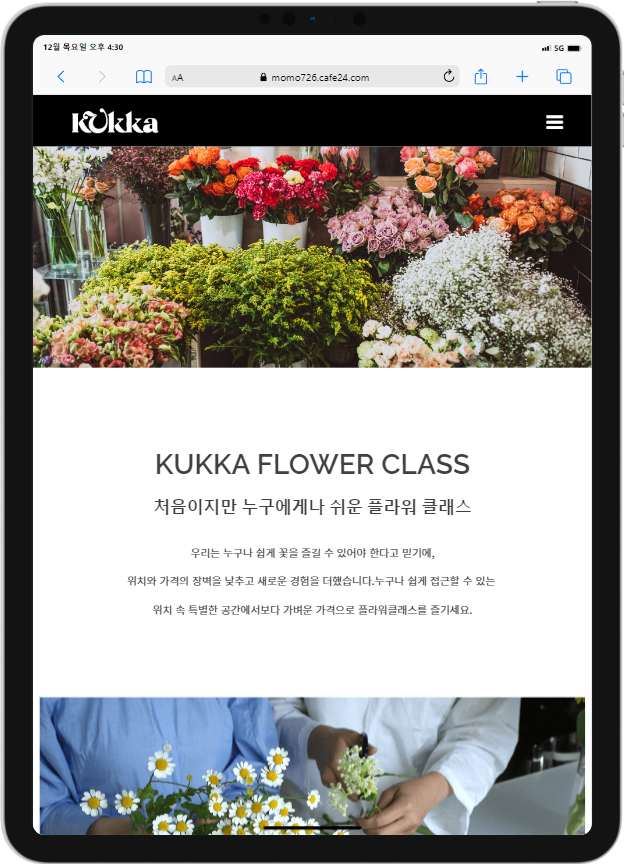 12월 목요일 오후 4:30
5G
AA
momo726.cafe24.com
Kukka
KUKKA FLOWER CLASS
처음이지만 누구에게나 쉬운 플라워 클래스
우리는 누구나 쉽게 꽃을 즐길 수 있어야 한다고 믿기에,
위치와 가격의 장벽을 낮추고 새로운 경험을 더했습니다.누구나 쉽게 접근할 수 있는
위치 속 특별한 공간에서보다 가벼운 가격으로 플라워클래스를 즐기세요.